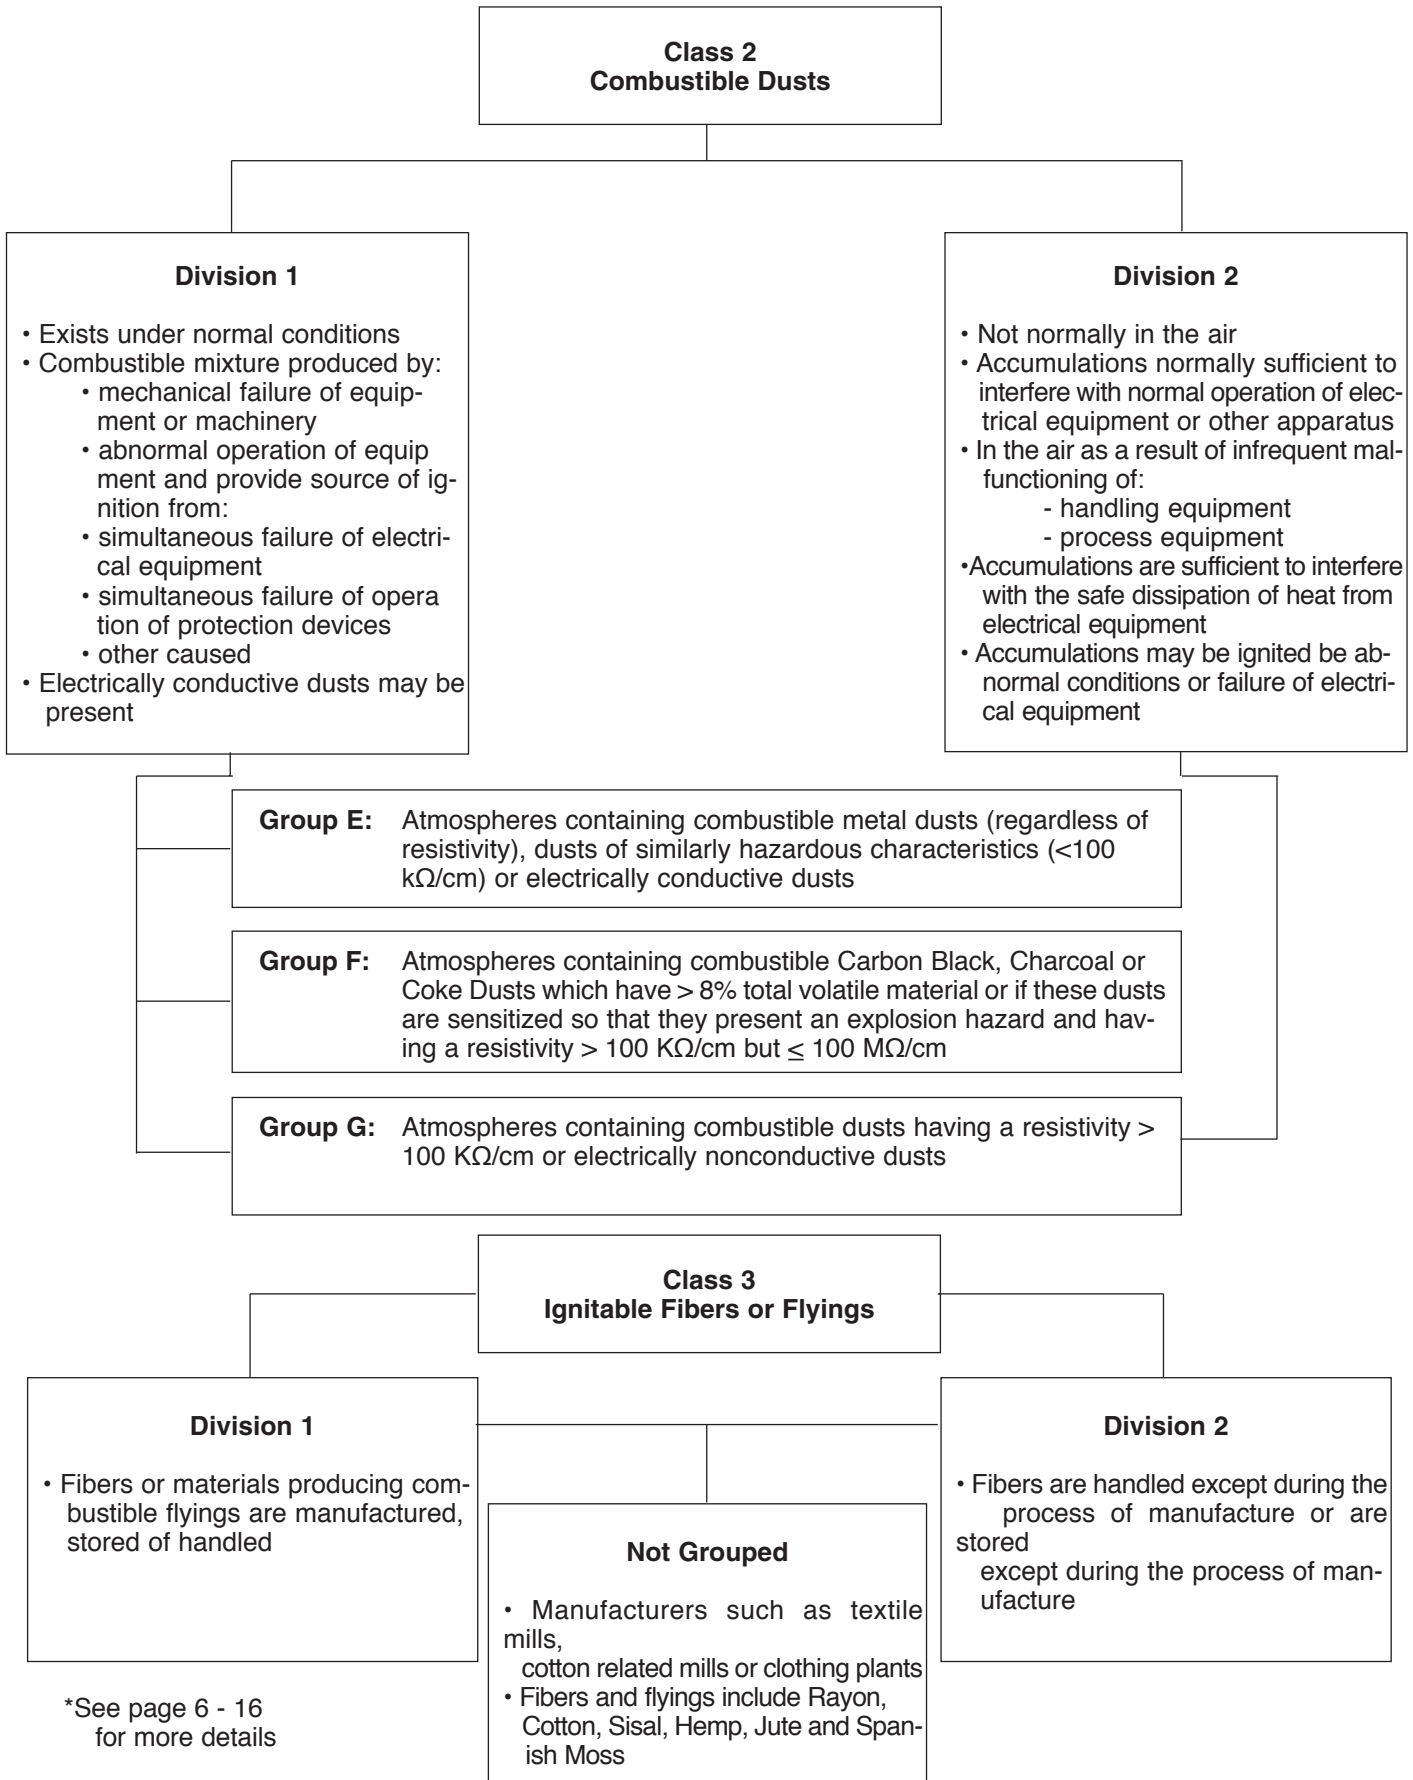 Class 2
Combustible Dusts
Division 1
• Exists under normal conditions
• Combustible mixture produced by:
• mechanical failure of equip-
ment or machinery
• abnormal operation of equip
ment and provide source of ig-
nition from:
• simultaneous failure of electri-
cal equipment
• simultaneous failure of opera
tion of protection devices
• other caused
• Electrically conductive dusts may be
present
Division 2
• Not normally in the air
• Accumulations normally sufficient to
interfere with normal operation of elec-
trical equipment or other apparatus
• In the air as a result of infrequent mal-
functioning of:
- handling equipment
- process equipment
•Accumulations are sufficient to interfere
with the safe dissipation of heat from
electrical equipment
• Accumulations may be ignited be ab-
normal conditions or failure of electri-
cal equipment
Group E: Atmospheres containing combustible metal dusts (regardless of
resistivity), dusts of similarly hazardous characteristics (<100
kΩ/cm) or electrically conductive dusts
Group F: Atmospheres containing combustible Carbon Black, Charcoal or
Coke Dusts which have > 8% total volatile material or if these dusts
are sensitized so that they present an explosion hazard and hav-
ing a resistivity > 100 KΩ/cm but ≤ 100 MΩ/cm
Group G: Atmospheres containing combustible dusts having a resistivity >
100 KΩ/cm or electrically nonconductive dusts
Class 3
Ignitable Fibers or Flyings
Division 1
• Fibers or materials producing com-
bustible flyings are manufactured,
stored of handled
Division 2
• Fibers are handled except during the
process of manufacture or are
stored
except during the process of man-
ufacture
Not Grouped
• Manufacturers such as textile
mills,
cotton related mills or clothing plants
• Fibers and flyings include Rayon,
Cotton, Sisal, Hemp, Jute and Span-
ish Moss
*See page 6 - 16
for more details